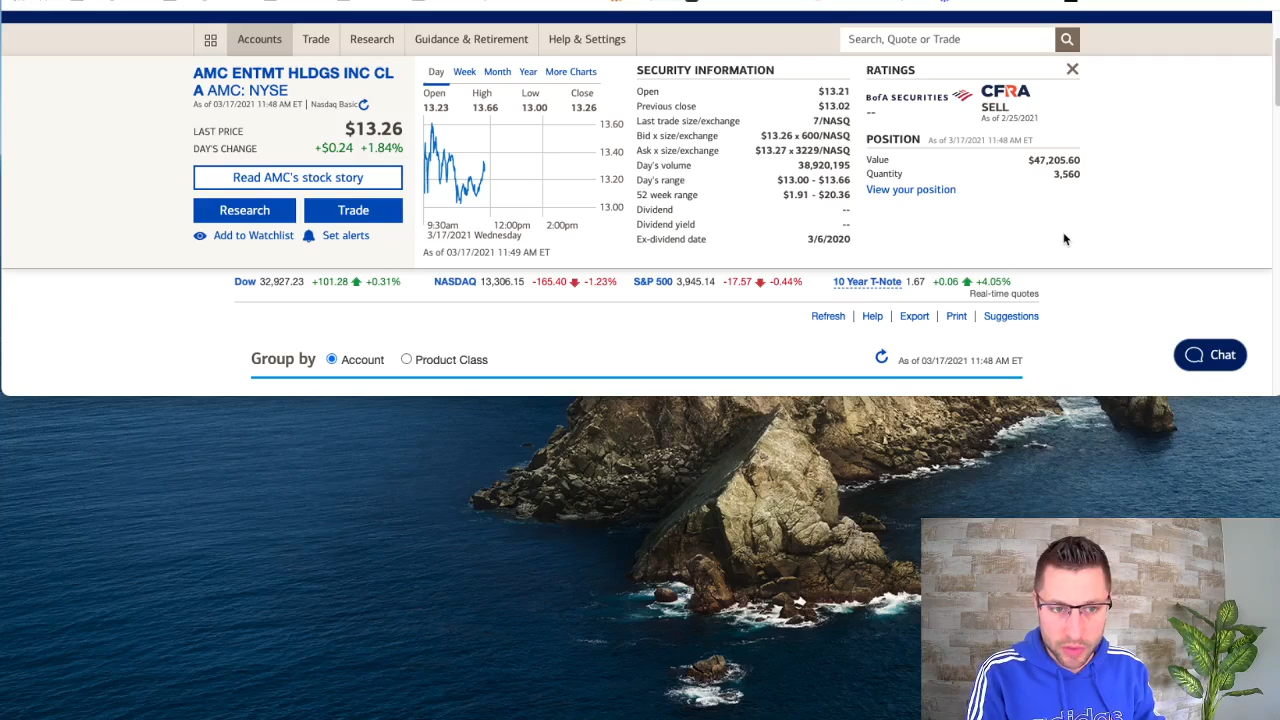 Accounts
Trade
Research
Guidance & Retirement
Help & Settings
Search, Quote or Trade
AMC ENTMT HLDGS INC CL
A AMC: NYSE
As of 03/17/2021 11:48 AM ET | Nasdaq Basic
LAST PRICE $13.26
DAY'S CHANGE +$0.24 +1.84%
Read AMC's stock story
Research
Trade
Add to Watchlist
Set alerts
Day Week Month Year More Charts
Open High Low Close
13.23 13.66 13.00 13.26
13.60
13.40
13.20
13.00
9:30am 12:00pm 2:00pm
3/17/2021 Wednesday
As of 03/17/2021 11:49 AM ET
SECURITY INFORMATION
Open $13.21
Previous close $13.02
Last trade size/exchange 7/NASQ
Bid x size/exchange $13.26 x 600/NASQ
Ask x size/exchange $13.27 x 3229/NASQ
Day's volume 38,920,195
Day's range $13.00 - $13.66
52 week range $1.91 - $20.36
Dividend --
Dividend yield --
Ex-dividend date 3/6/2020
RATINGS
BofA SECURITIES
--
CFRA
SELL
As of 2/25/2021
POSITION As of 3/17/2021 11:48 AM ET
Value $47,205.60
Quantity 3,560
View your position
Dow 32,927.23 +101.28 +0.31%
NASDAQ 13,306.15 -165.40 -1.23%
S&P 500 3,945.14 -17.57 -0.44%
10 Year T-Note 1.67 +0.06 +4.05%
Real-time quotes
Refresh | Help | Export | Print | Suggestions
Group by Account Product Class
As of 03/17/2021 11:48 AM ET
Chat
adidas